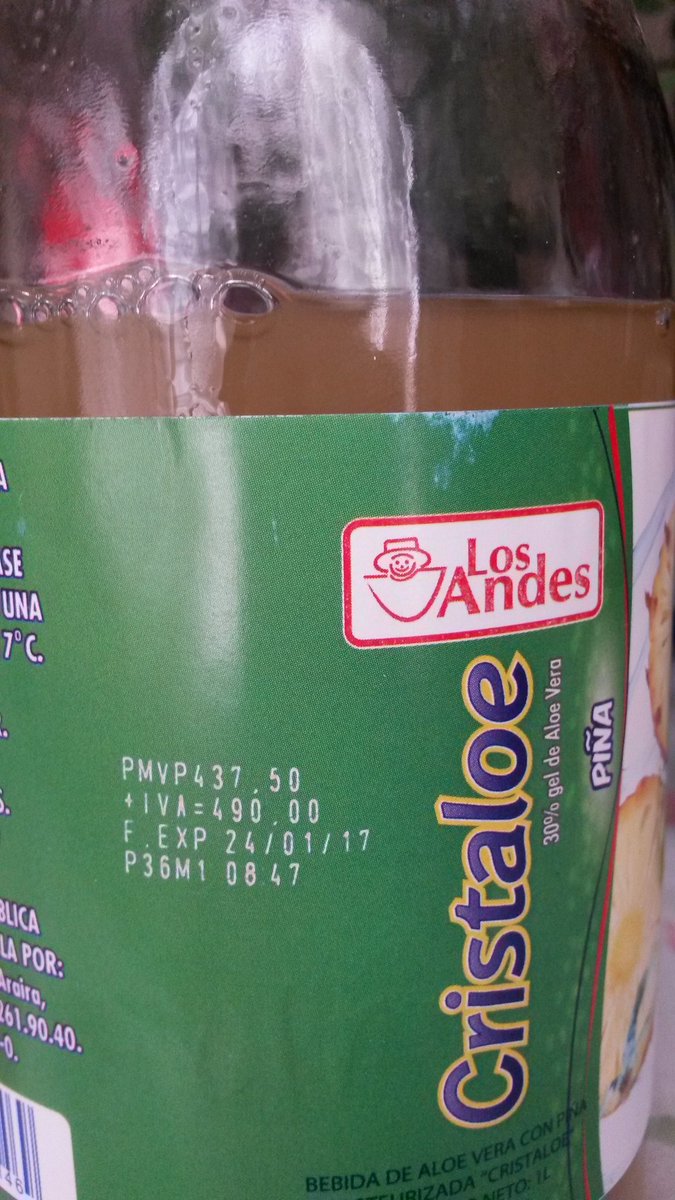 ASE
UNA
7°C.
BLICA
LA POR:
Araira,
261.90.40.
-0.
PMVP437.50
+IVA=490.00
F.EXP 24/01/17
P36M1 08:47
Los
Andes
Cristaloe
30% gel de Aloe Vera
PIÑA
BEBIDA DE ALOE VERA CON PIÑA
"CRISTALOE"
NETO: 1L